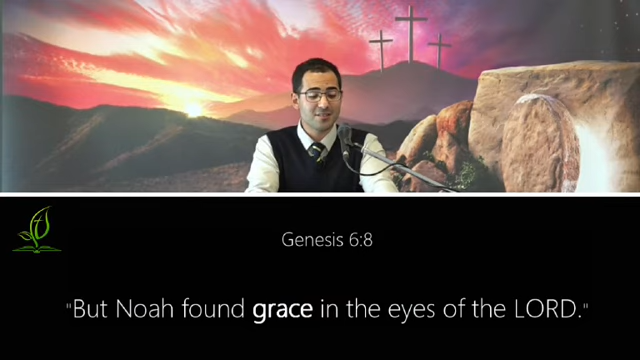 Genesis 6:8
"But Noah found grace in the eyes of the LORD."